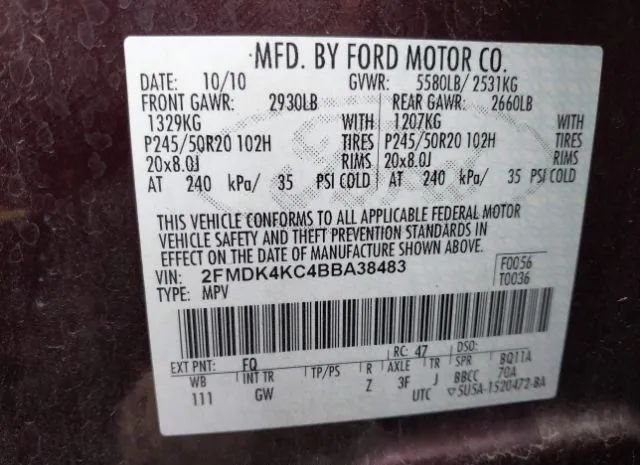 MFD. BY FORD MOTOR CO.
DATE: 10/10 GVWR: 5580LB/ 2531KG
FRONT GAWR: 2930LB REAR GAWR: 2660LB
1329KG WITH 1207KG WITH
P245/50R20 102H TIRES P245/50R20 102H TIRES
20x8.0J RIMS 20x8.0J RIMS
AT 240 kPa/ 35 PSI COLD AT 240 kPa/ 35 PSI COLD
THIS VEHICLE CONFORMS TO ALL APPLICABLE FEDERAL MOTOR
VEHICLE SAFETY AND THEFT PREVENTION STANDARDS IN
EFFECT ON THE DATE OF MANUFACTURE SHOWN ABOVE.
VIN: 2FMDK4KC4BBA38483 F0056
TYPE: MPV T0036
EXT PNT: FQ RC: 47 DSO:
WB INT TR TP/PS R AXLE TR SPR BQ11A
111 GW Z 3F J BBCC 70A
UTC 5U5A-1520472-BA